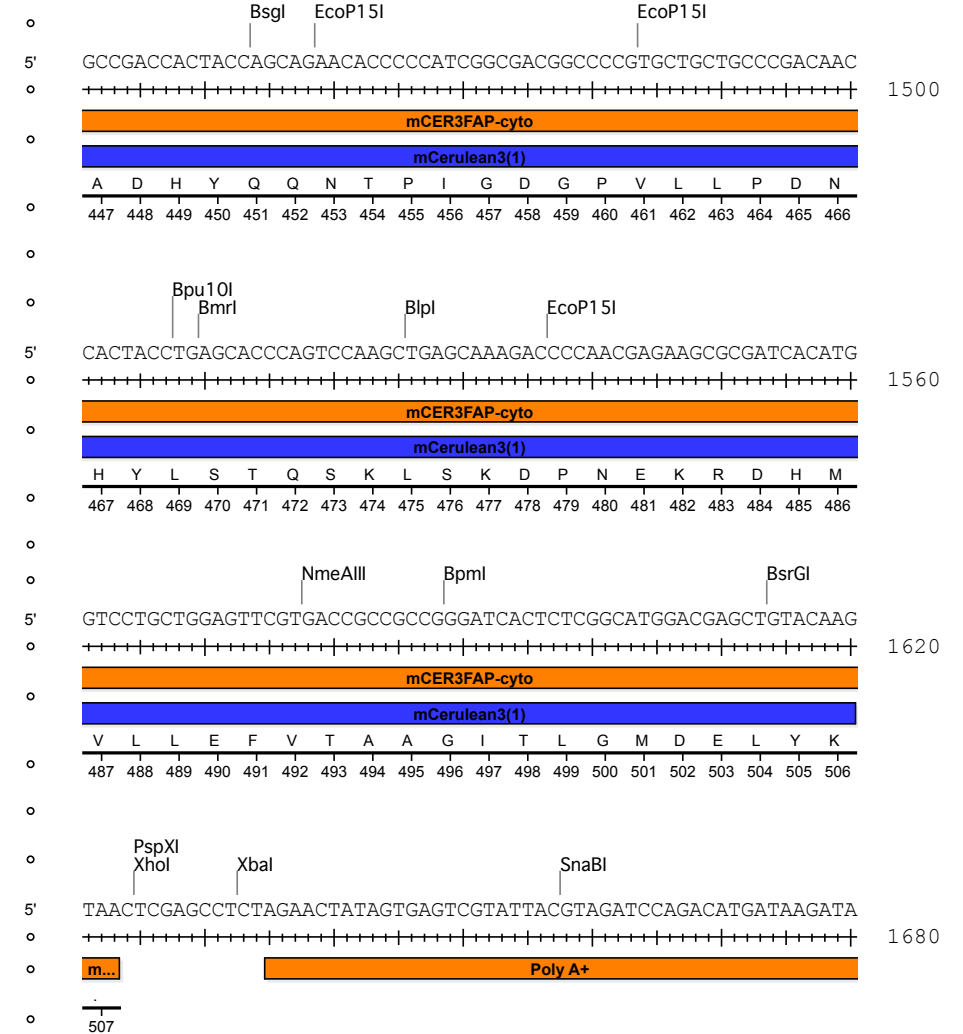 BsgI EcoP15I EcoP15I
5' GCCGACCACTACCAGCAGAACACCCCCATCGGCGACGGCCCCGTGCTGCTGCCCGACAAC
1500
mCER3FAP-cyto
mCerulean3(1)
A D H Y Q Q N T P I G D G P V L L P D N
447 448 449 450 451 452 453 454 455 456 457 458 459 460 461 462 463 464 465 466
Bpu10I
BmrI BlpI EcoP15I
5' CACTACCTGAGCACCCAGTCCAAGCTGAGCAAAGACCCCAACGAGAAGCGCGATCACATG
1560
mCER3FAP-cyto
mCerulean3(1)
H Y L S T Q S K L S K D P N E K R D H M
467 468 469 470 471 472 473 474 475 476 477 478 479 480 481 482 483 484 485 486
NmeAIII BpmI BsrGI
5' GTCCTGCTGGAGTTCGTGACCGCCGCCGGGATCACTCTCGGCATGGACGAGCTGTACAAG
1620
mCER3FAP-cyto
mCerulean3(1)
V L L E F V T A A G I T L G M D E L Y K
487 488 489 490 491 492 493 494 495 496 497 498 499 500 501 502 503 504 505 506
PspXI
XhoI XbaI SnaBI
5' TAACTCGAGCCTCTAGAACTATAGTGAGTCGTATTACGTAGATCCAGACATGATAAGATA
1680
m... Poly A+
.
507